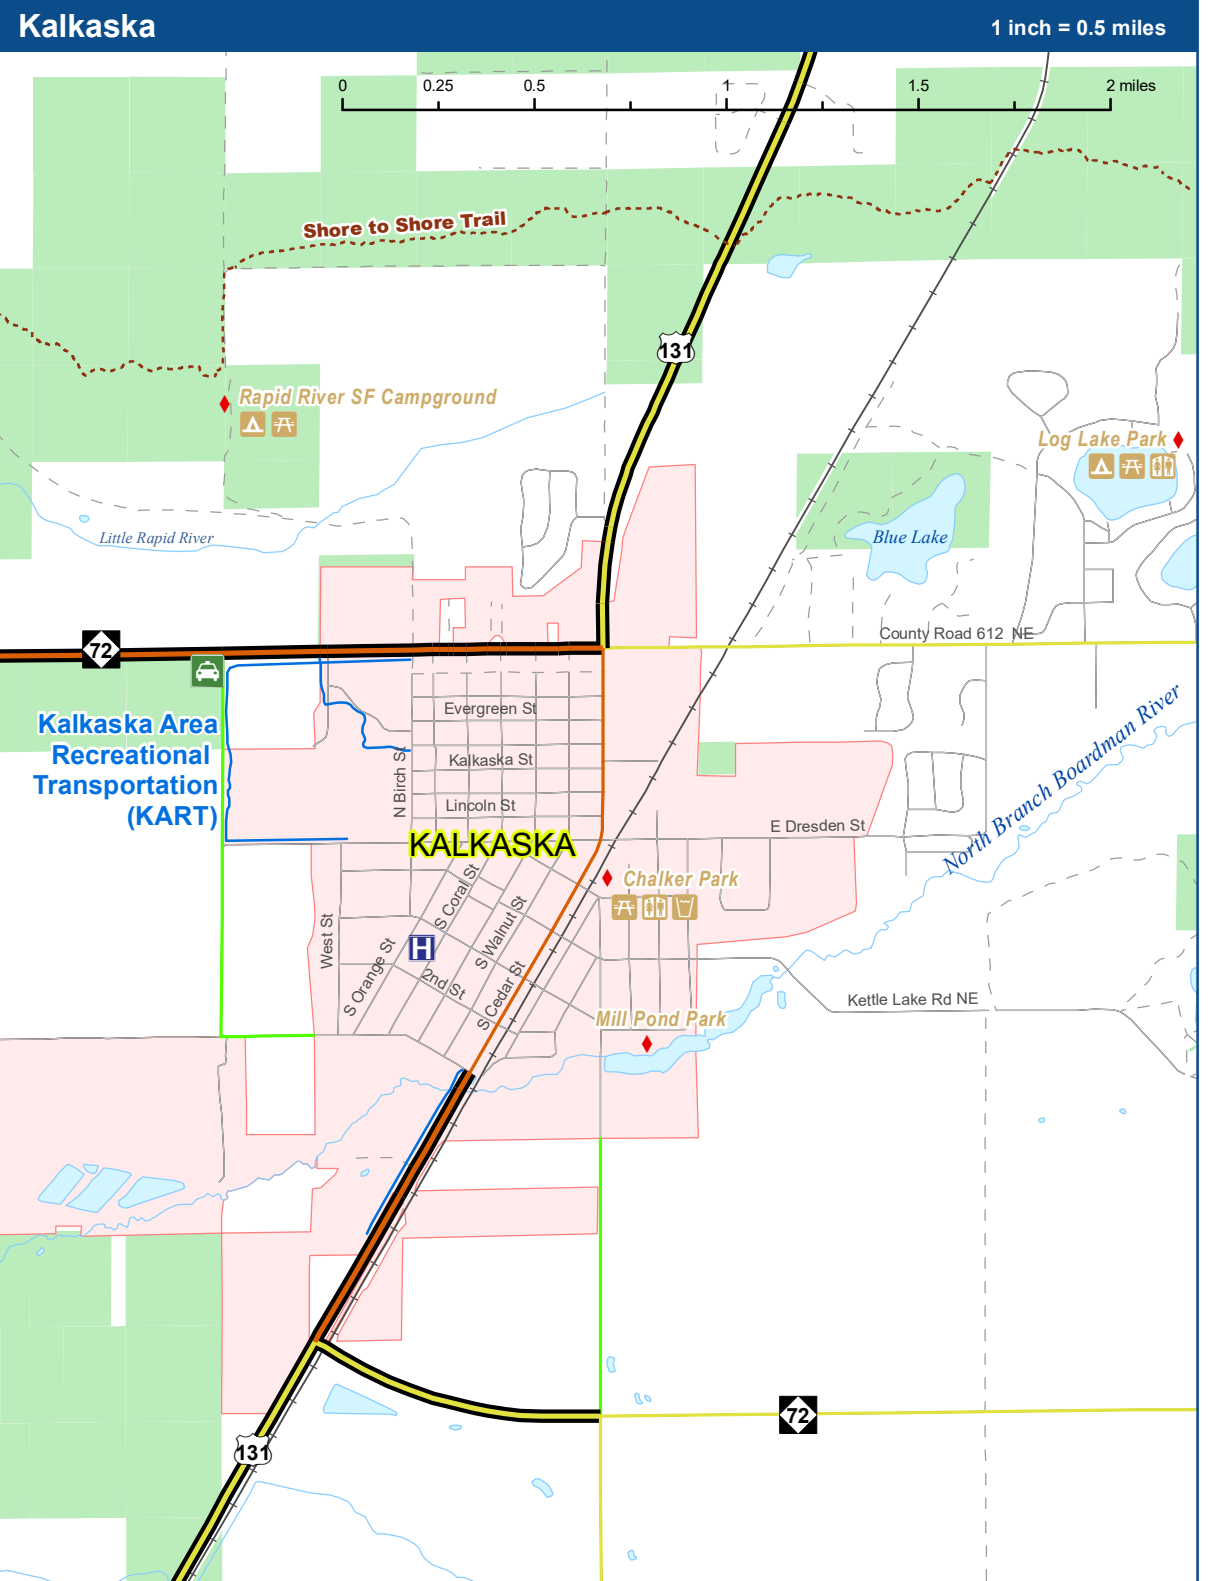 Kalkaska
1 inch = 0.5 miles
0 0.25 0.5 1 1.5 2 miles
Shore to Shore Trail
131
Rapid River SF Campground
Log Lake Park
Little Rapid River
Blue Lake
72
County Road 612 NE
Kalkaska Area
Recreational
Transportation
(KART)
Evergreen St
Kalkaska St
N Birch St
Lincoln St
North Branch Boardman River
E Dresden St
KALKASKA
Chalker Park
S Coral St
S Walnut St
West St
H
S Orange St
2nd St
S Cedar St
Kettle Lake Rd NE
Mill Pond Park
72
131